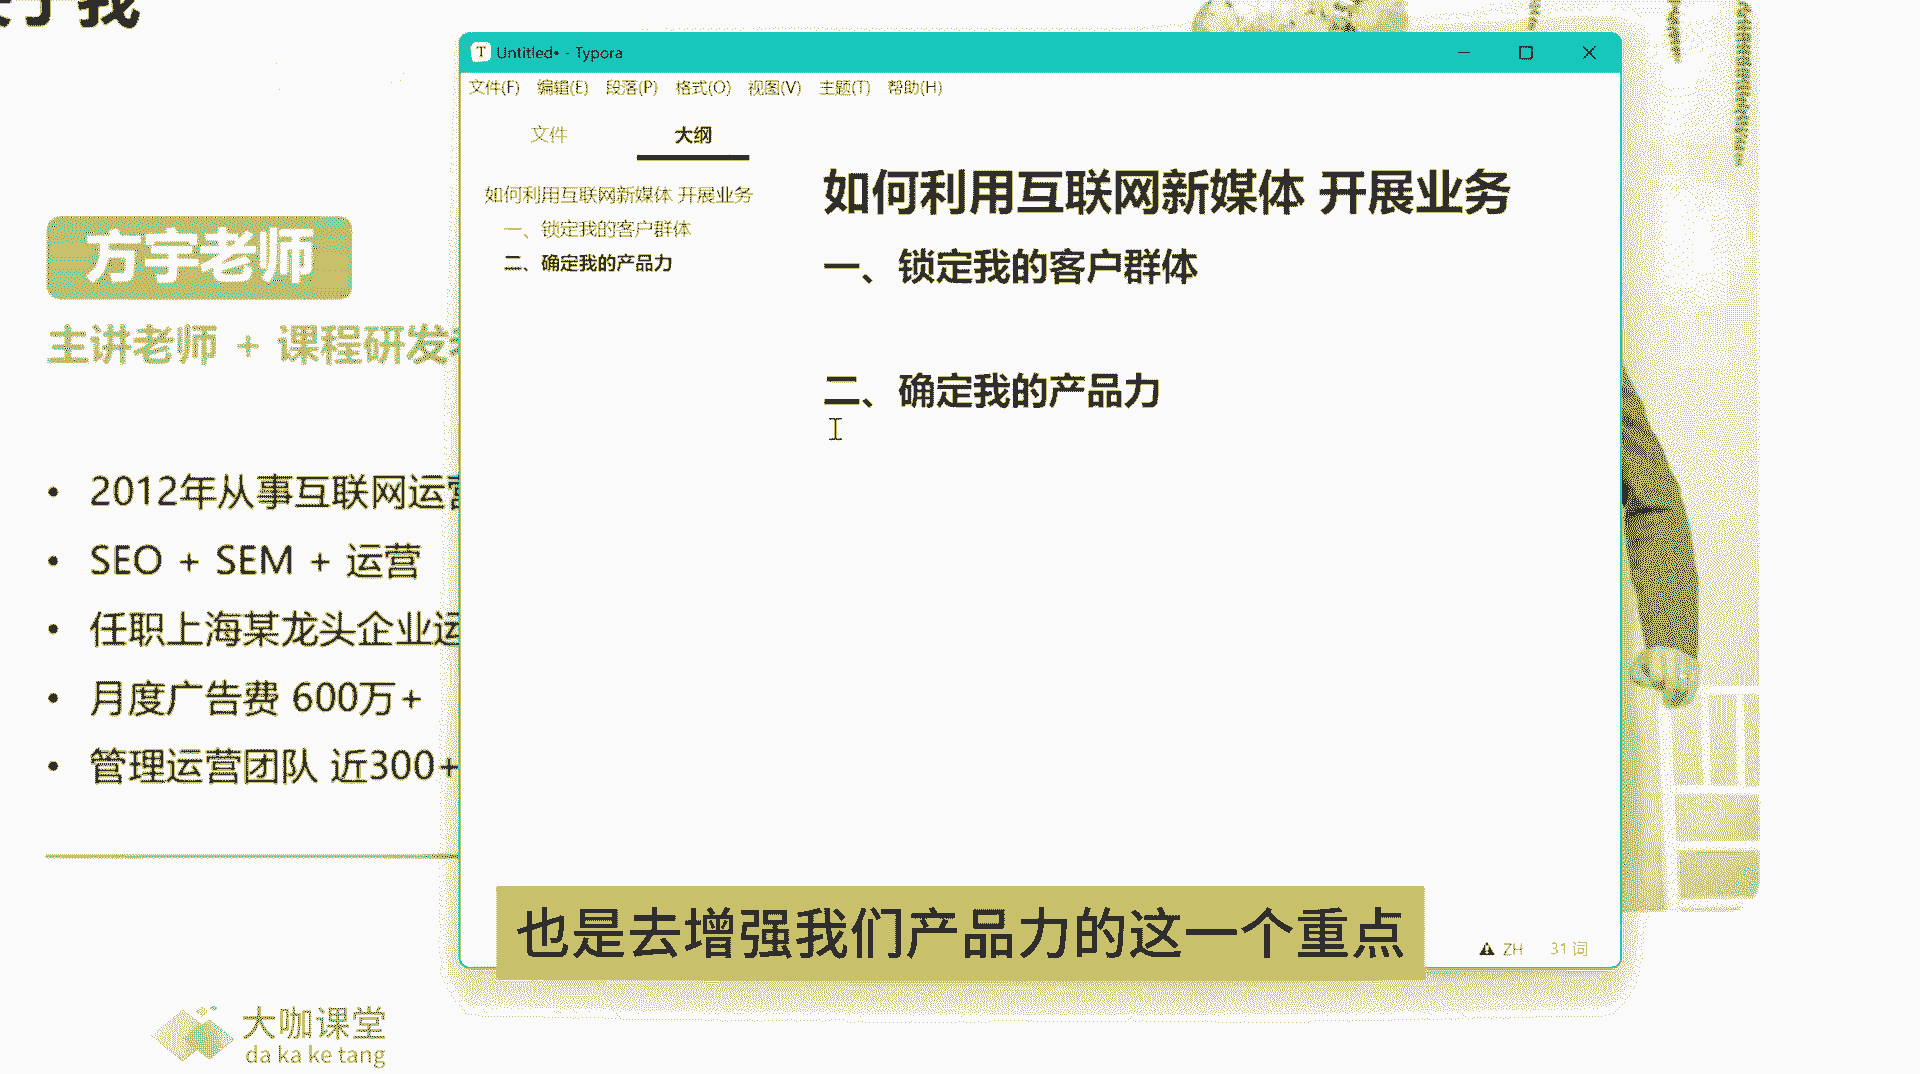 于我
方宇老师
主讲老师 + 课程研发
2012年从事互联网运营
SEO + SEM + 运营
任职上海某龙头企业运
月度广告费 600万+
管理运营团队 近300+
大咖课堂
da ka ke tang
Untitled• - Typora
文件(F) 编辑(E) 段落(P) 格式(O) 视图(V) 主题(T) 帮助(H)
文件 大纲
如何利用互联网新媒体 开展业务
一、锁定我的客户群体
二、确定我的产品力
如何利用互联网新媒体 开展业务
一、锁定我的客户群体
二、确定我的产品力
也是去增强我们产品力的这一个重点
ZH 31 词